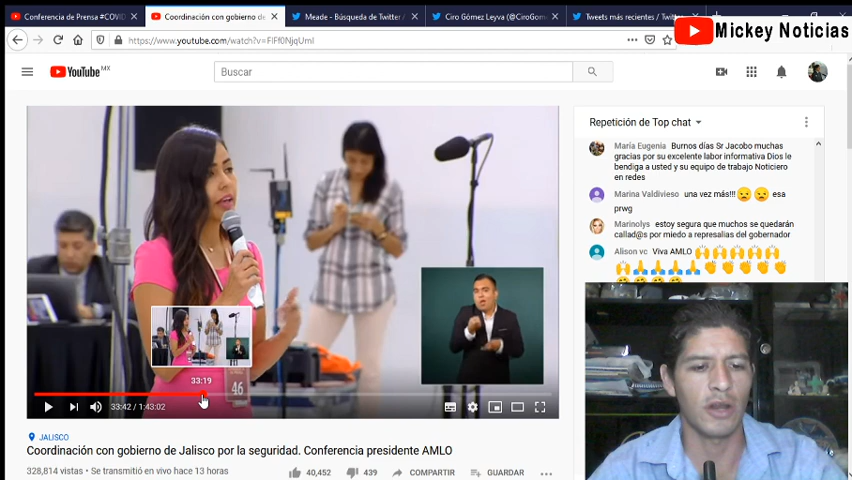 Conferencia de Prensa #COVID
Coordinación con gobierno de J
Meade - Búsqueda de Twitter /
Ciro Gómez Leyva (@CiroGom
Tweets más recientes / Twitte
Mickey Noticias
https://www.youtube.com/watch?v=FlFf0NjqUmI
YouTube MX
Buscar
Repetición de Top chat
María Eugenia Burnos días Sr Jacobo muchas
gracias por su excelente labor informativa Dios le
bendiga a usted y su equipo de trabajo Noticiero
en redes
Marina Valdivieso una vez más!!! 😣😣 esa
prwg
Marinolys estoy segura que muchos se quedarán
callad@s por miedo a represalias del gobernador
Alison vc Viva AMLO 🙌🙌🙌🙌🙌
33:19
46
33:42 / 1:43:02
JALISCO
Coordinación con gobierno de Jalisco por la seguridad. Conferencia presidente AMLO
328,814 vistas • Se transmitió en vivo hace 13 horas
40,452
439
COMPARTIR
GUARDAR